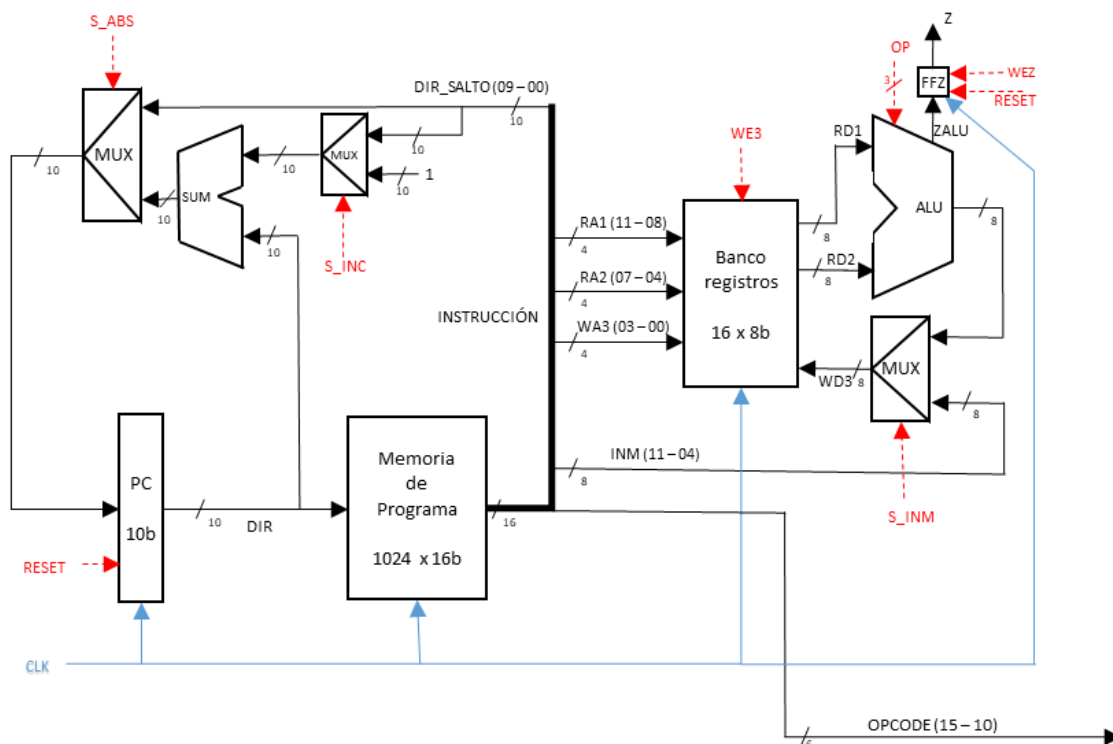 S_ABS
Z
OP
3
FFZ
WEZ
RESET
DIR_SALTO (09 – 00)
10
MUX
10
MUX
10
10
1
10
SUM
10
10
S_INC
WE3
RD1
ZALU
ALU
8
8
RD2
8
RA1 (11 – 08)
4
RA2 (07 – 04)
4
WA3 (03 – 00)
4
INSTRUCCIÓN
Banco
registros
16 x 8b
MUX
WD3
8
8
INM (11 – 04)
8
S_INM
PC
10b
10
DIR
Memoria
de
Programa
1024 x 16b
16
RESET
CLK
OPCODE (15 – 10)
6